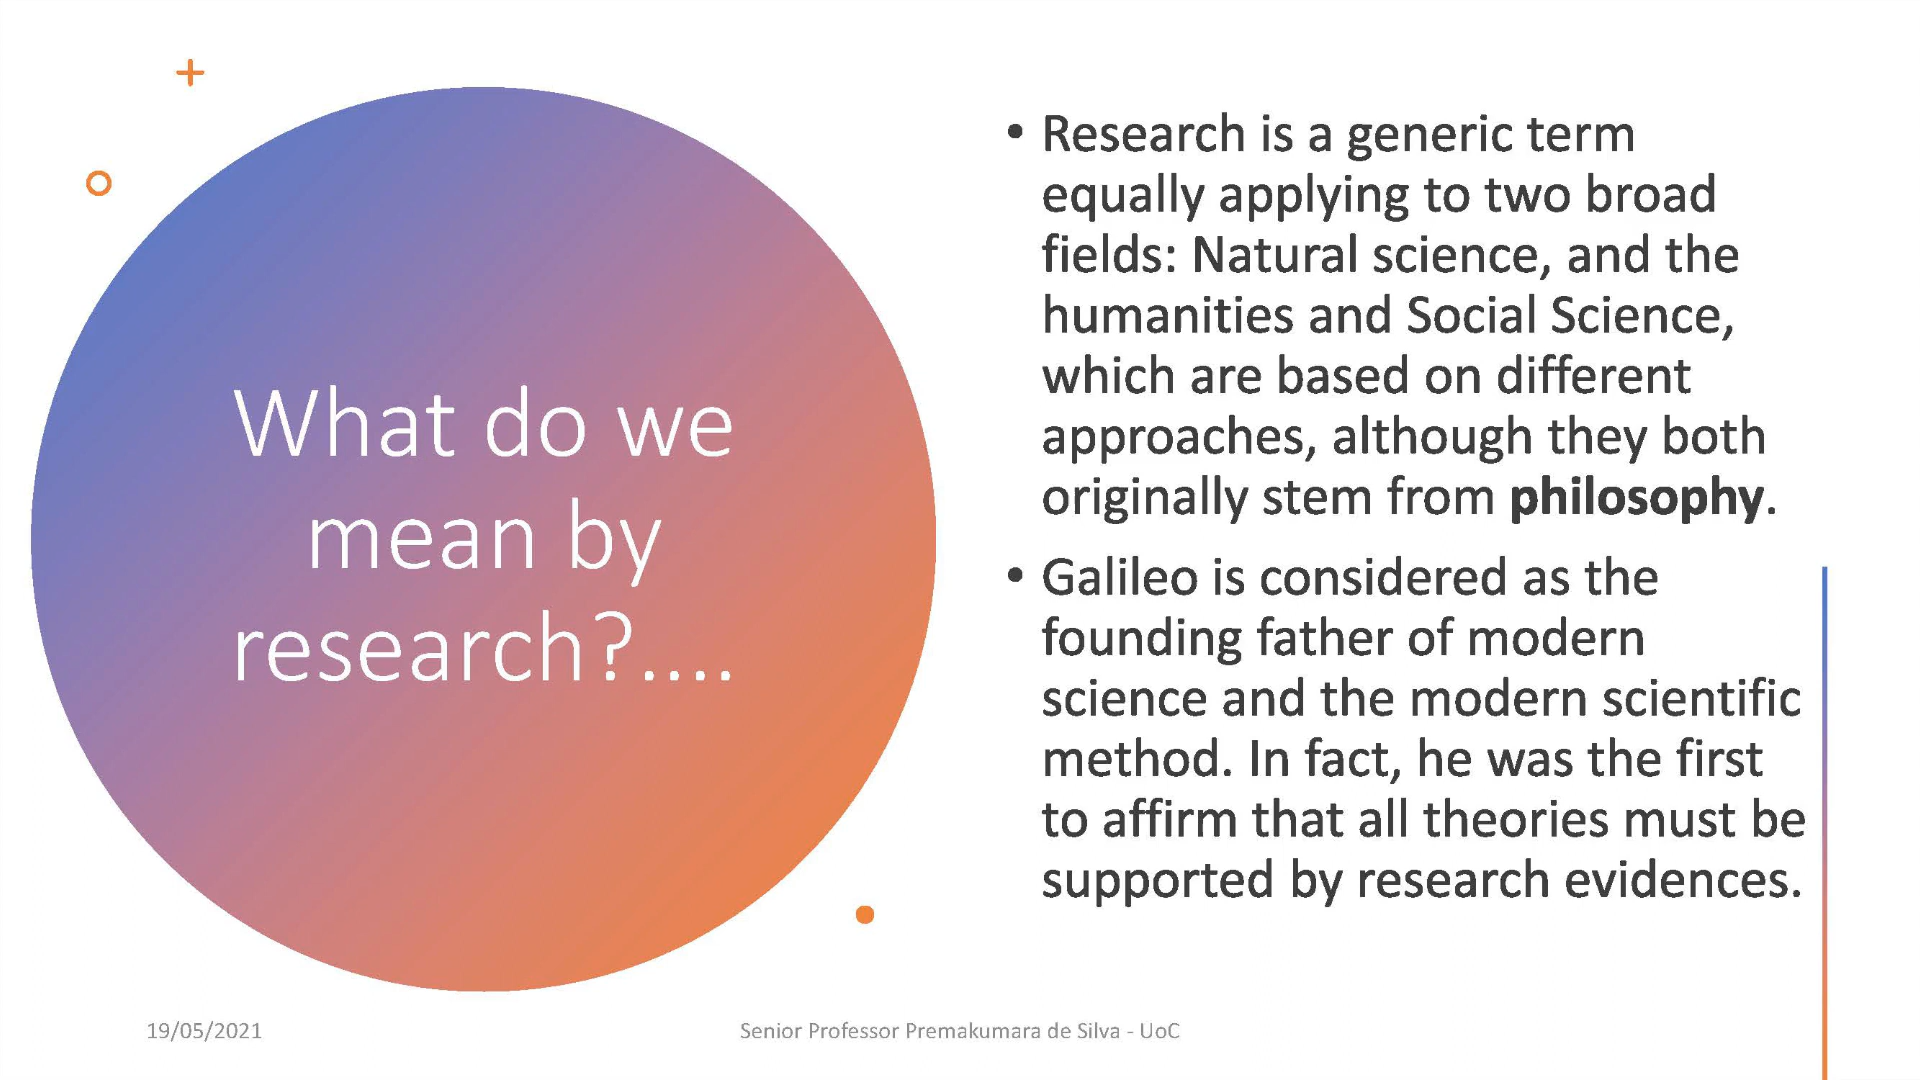 What do we
mean by
research?....
• Research is a generic term
equally applying to two broad
fields: Natural science, and the
humanities and Social Science,
which are based on different
approaches, although they both
originally stem from philosophy.
• Galileo is considered as the
founding father of modern
science and the modern scientific
method. In fact, he was the first
to affirm that all theories must be
supported by research evidences.
19/05/2021
Senior Professor Premakumara de Silva - UoC